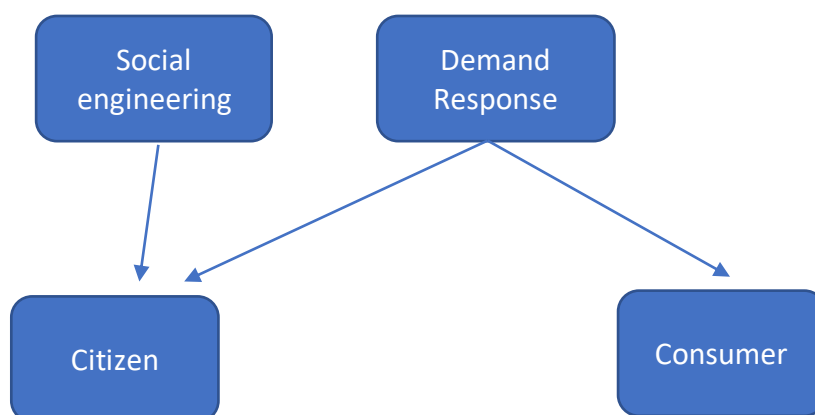 Social
engineering
Demand
Response
Citizen
Consumer